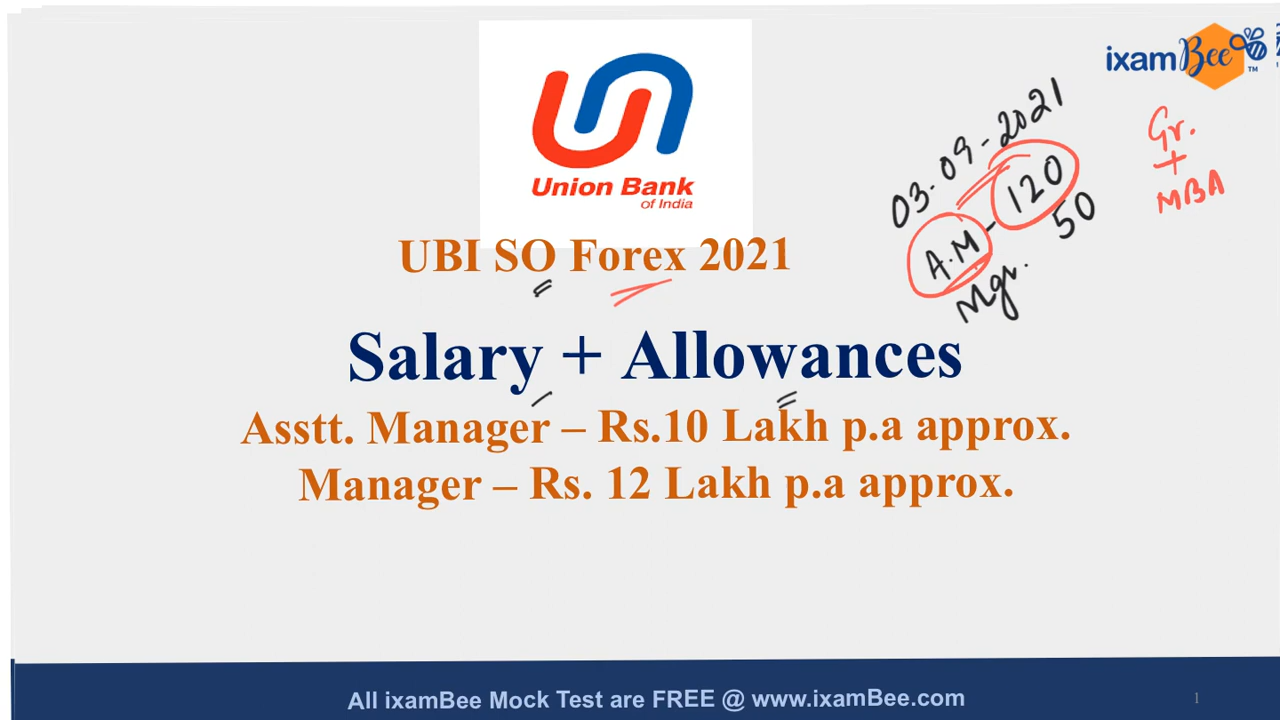 ixamBee™
Union Bank
of India
03-09-2021
A.M - 120
Mgr. 50
Gr.
+
MBA
UBI SO Forex 2021
Salary + Allowances
Asstt. Manager – Rs.10 Lakh p.a approx.
Manager – Rs. 12 Lakh p.a approx.
All ixamBee Mock Test are FREE @ www.ixamBee.com
1